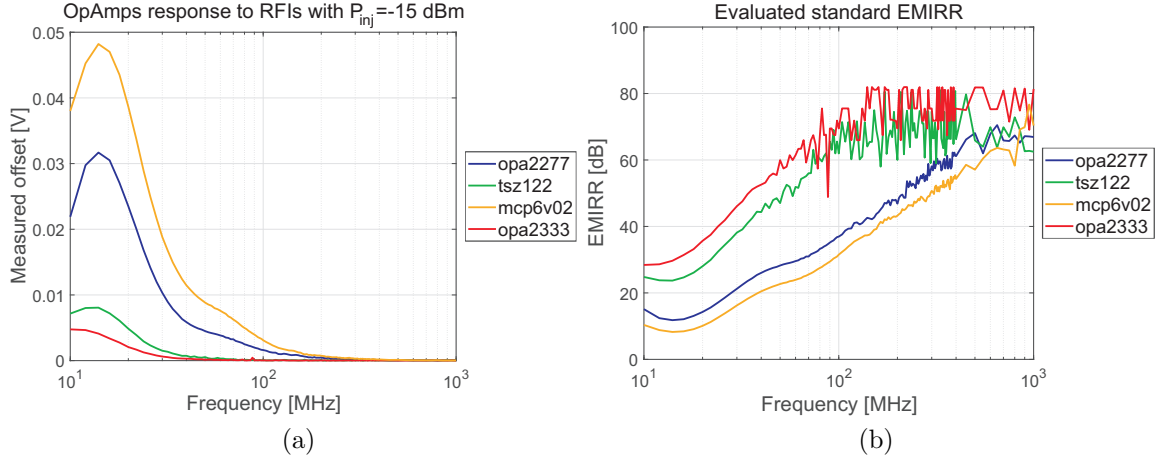 OpAmps response to RFIs with P_inj=-15 dBm
Measured offset [V]
0.05
0.04
0.03
0.02
0.01
0
10^1
10^2
10^3
Frequency [MHz]
opa2277
tsz122
mcp6v02
opa2333
(a)
Evaluated standard EMIRR
EMIRR [dB]
100
80
60
40
20
0
10^1
10^2
10^3
Frequency [MHz]
opa2277
tsz122
mcp6v02
opa2333
(b)